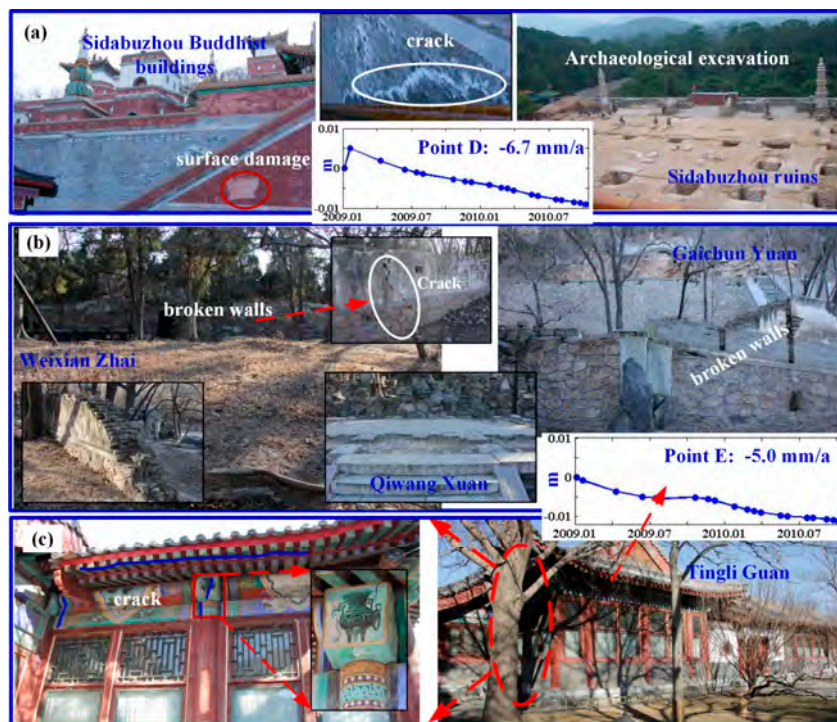 (a)
Sidabuzhou Buddhist
buildings
crack
Archaeological excavation
surface damage
0.01
0
-0.01
m
Point D: -6.7 mm/a
2009.01 2009.07 2010.01 2010.07
Sidabuzhou ruins
(b)
Gaichun Yuan
Crack
broken walls
broken walls
Weixian Zhai
Qiwang Xuan
0.01
0
-0.01
m
Point E: -5.0 mm/a
2009.01 2009.07 2010.01 2010.07
(c)
crack
Tingli Guan